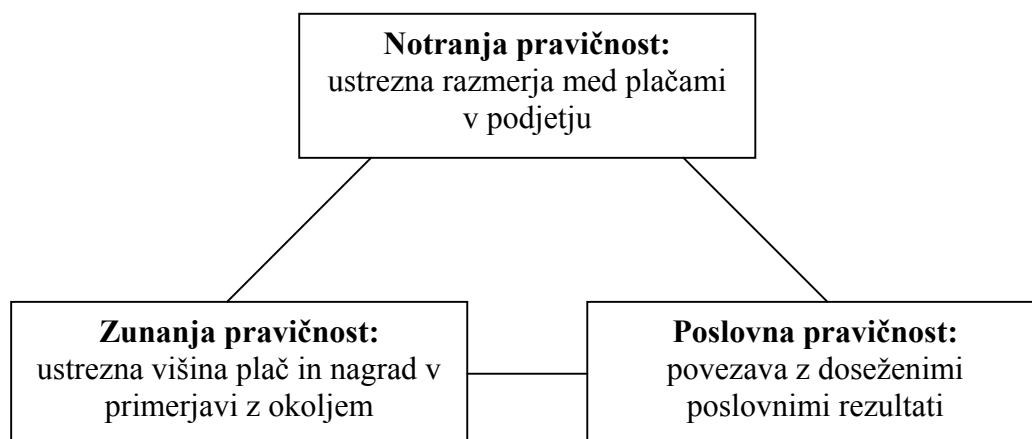 Notranja pravičnost:
ustrezna razmerja med plačami
v podjetju
Zunanja pravičnost:
ustrezna višina plač in nagrad v
primerjavi z okoljem
Poslovna pravičnost:
povezava z doseženimi
poslovnimi rezultati